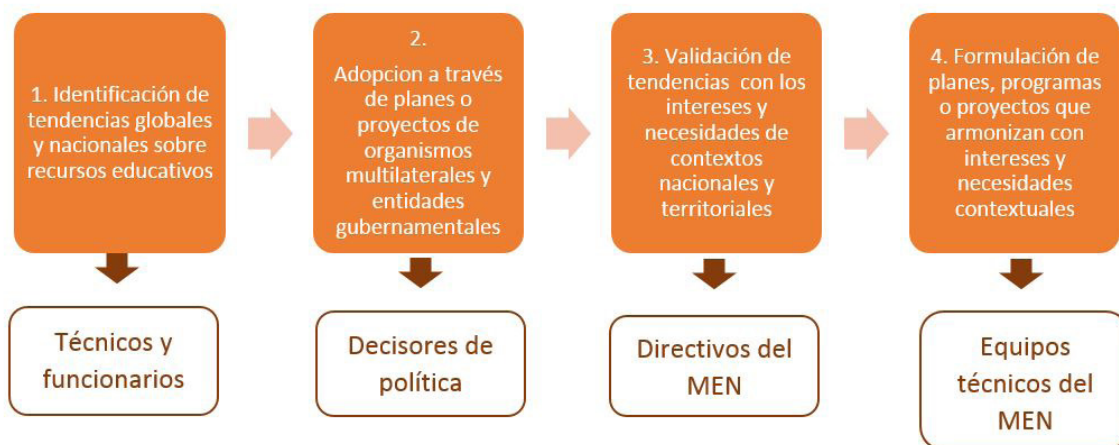 1. Identificación de
tendencias globales
y nacionales sobre
recursos educativos
2.
Adopcion a través
de planes o
proyectos de
organismos
multilaterales y
entidades
gubernamentales
3. Validación de
tendencias con los
intereses y
necesidades de
contextos
nacionales y
territoriales
4. Formulación de
planes, programas
o proyectos que
armonizan con
intereses y
necesidades
contextuales
Técnicos y
funcionarios
Decisores de
política
Directivos del
MEN
Equipos
técnicos del
MEN